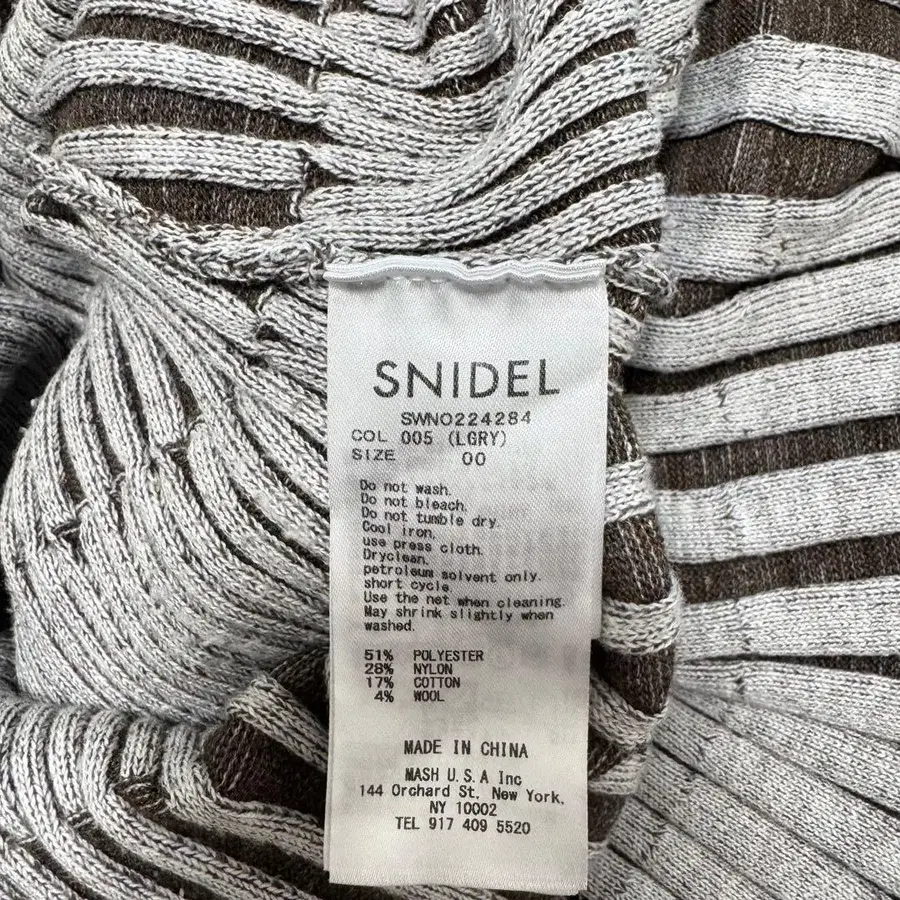 SNIDEL
SWNO224284
COL 005 (LGRY)
SIZE 00
Do not wash.
Do not bleach.
Do not tumble dry.
Cool iron,
use press cloth.
Dryclean,
petroleum solvent only.
short cycle.
Use the net when cleaning.
May shrink slightly when
washed.
51% POLYESTER
28% NYLON
17% COTTON
4% WOOL
MADE IN CHINA
MASH U.S.A Inc
144 Orchard St, New York,
NY 10002
TEL 917 409 5520